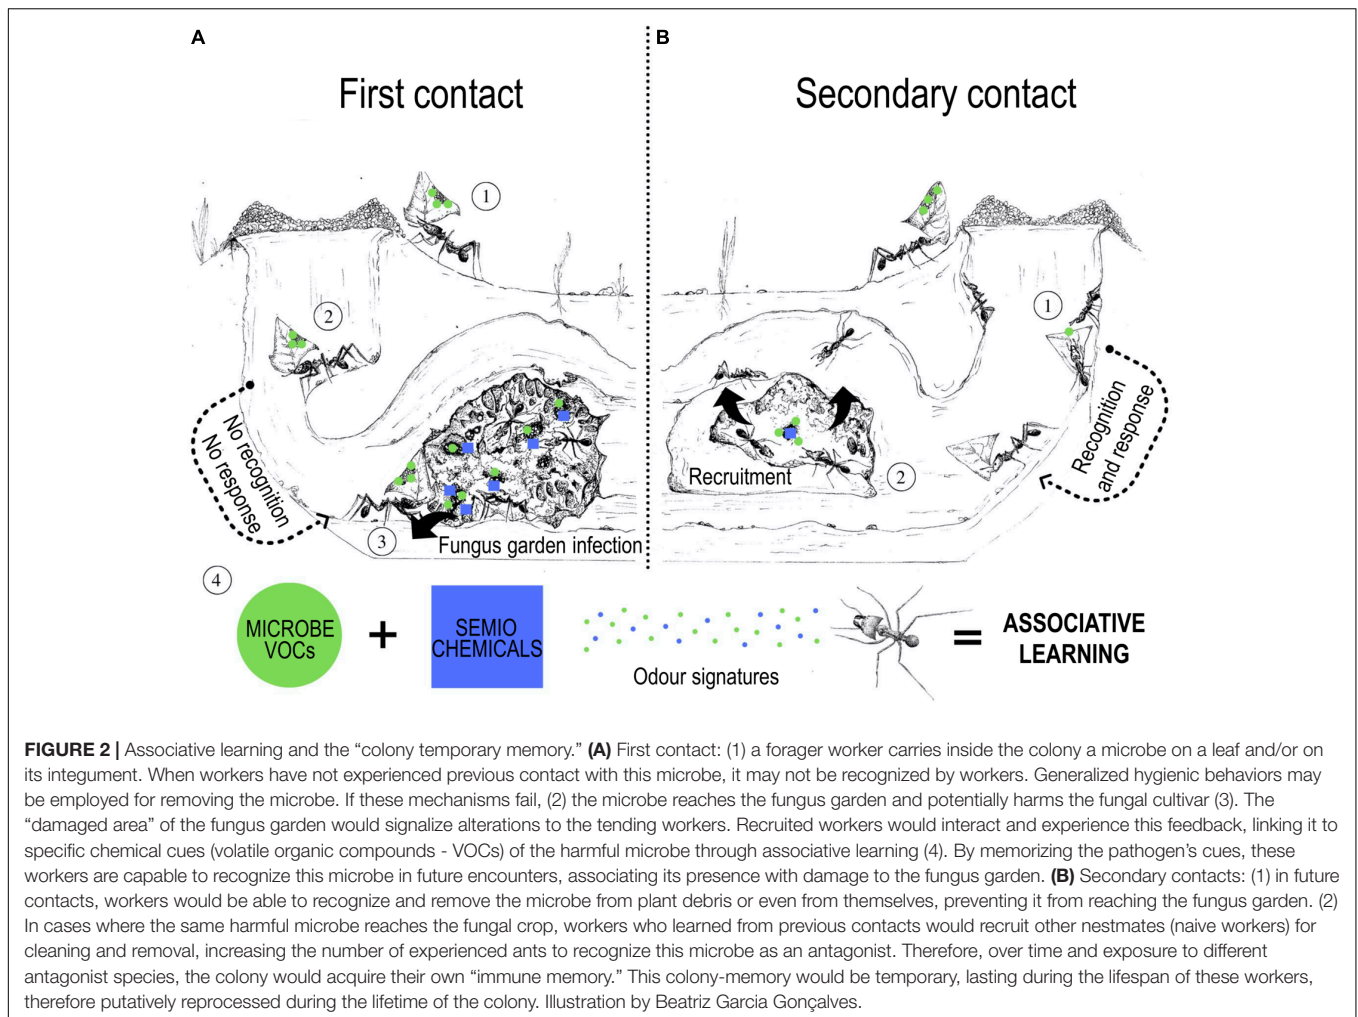 A
B
First contact
Secondary contact
1
2
No recognition
No response
3
Fungus garden infection
1
Recognition
and response
Recruitment
2
4
MICROBE
VOCs
+
SEMIO
CHEMICALS
Odour signatures
=
ASSOCIATIVE
LEARNING
FIGURE 2 | Associative learning and the “colony temporary memory.” (A) First contact: (1) a forager worker carries inside the colony a microbe on a leaf and/or on
its integument. When workers have not experienced previous contact with this microbe, it may not be recognized by workers. Generalized hygienic behaviors may
be employed for removing the microbe. If these mechanisms fail, (2) the microbe reaches the fungus garden and potentially harms the fungal cultivar (3). The
“damaged area” of the fungus garden would signalize alterations to the tending workers. Recruited workers would interact and experience this feedback, linking it to
specific chemical cues (volatile organic compounds - VOCs) of the harmful microbe through associative learning (4). By memorizing the pathogen’s cues, these
workers are capable to recognize this microbe in future encounters, associating its presence with damage to the fungus garden. (B) Secondary contacts: (1) in future
contacts, workers would be able to recognize and remove the microbe from plant debris or even from themselves, preventing it from reaching the fungus garden. (2)
In cases where the same harmful microbe reaches the fungal crop, workers who learned from previous contacts would recruit other nestmates (naive workers) for
cleaning and removal, increasing the number of experienced ants to recognize this microbe as an antagonist. Therefore, over time and exposure to different
antagonist species, the colony would acquire their own “immune memory.” This colony-memory would be temporary, lasting during the lifespan of these workers,
therefore putatively reprocessed during the lifetime of the colony. Illustration by Beatriz Garcia Gonçalves.